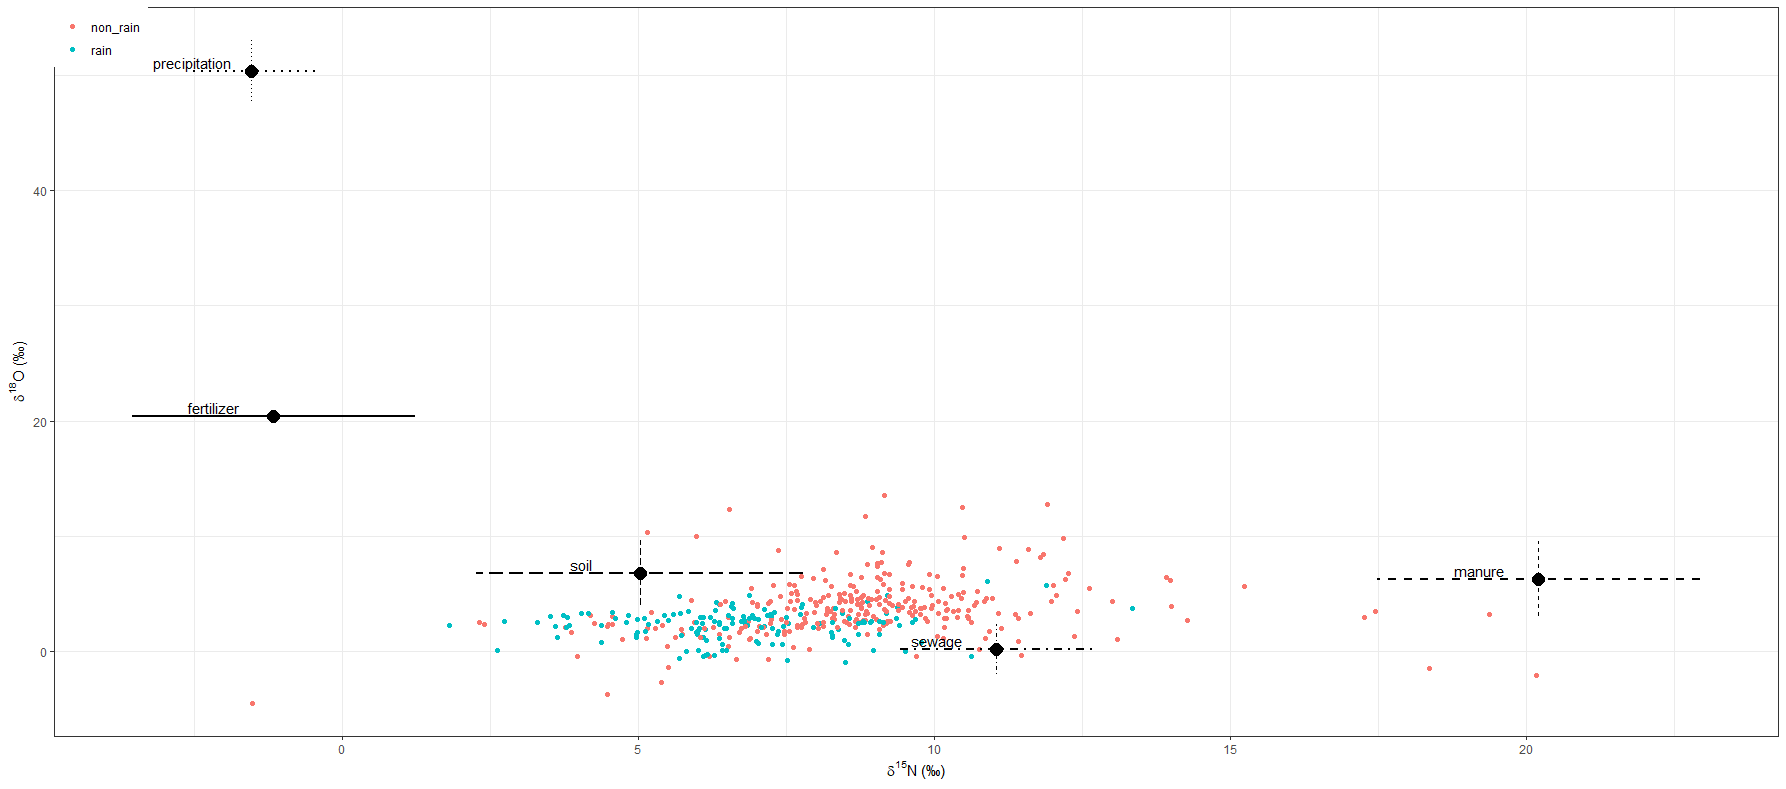 non_rain
rain
precipitation
40
fertilizer
20
soil
manure
sewage
0
0
5
10
15
20
δ¹⁸O (‰)
δ¹⁵N (‰)